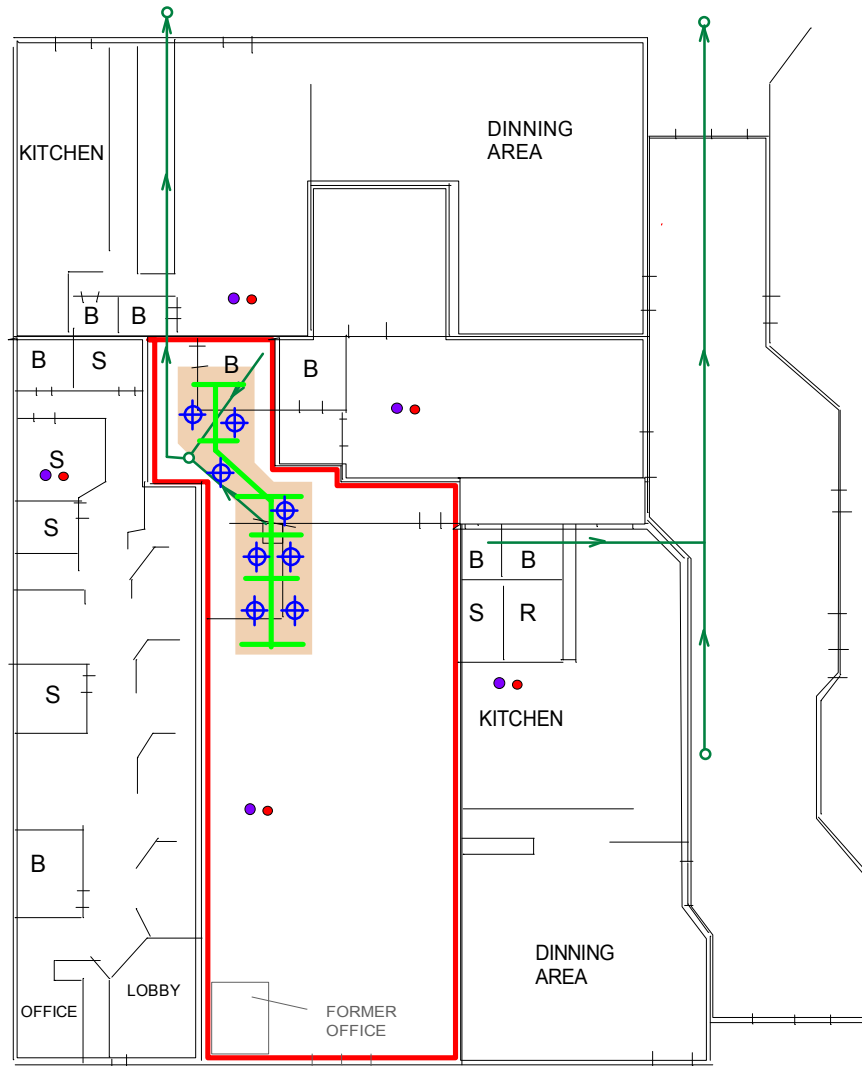 DINNING
AREA
KITCHEN
B
B
B
S
B
B
S
S
B
B
S
R
S
KITCHEN
B
DINNING
AREA
LOBBY
OFFICE
FORMER
OFFICE